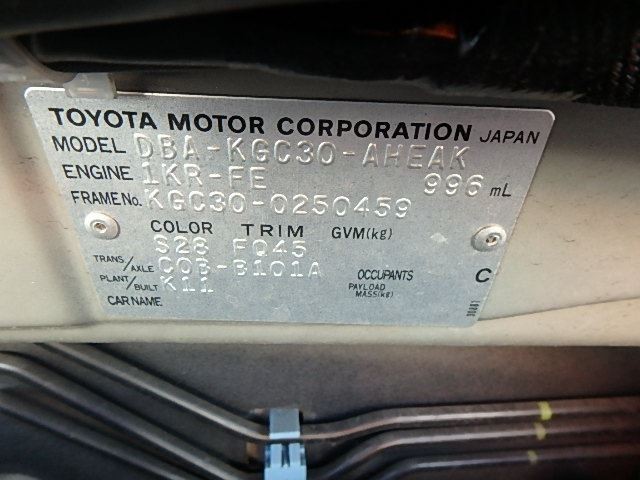 TOYOTA MOTOR CORPORATION JAPAN
MODEL DBA-KGC30-AHEAK
ENGINE 1KR-FE 996 mL
FRAME No. KGC30-0250459
COLOR TRIM GVM(kg)
S28 FQ45
TRANS/AXLE C0B-B101A OCCUPANTS C
PLANT/BUILT K11 PAYLOAD MASS(kg)
CAR NAME